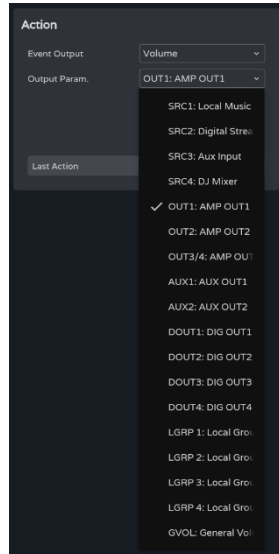 Action
Event Output Volume
Output Param. OUT1: AMP OUT1
SRC1: Local Music
SRC2: Digital Strea
SRC3: Aux Input
SRC4: DJ Mixer
Last Action
OUT1: AMP OUT1
OUT2: AMP OUT2
OUT3/4: AMP OUT
AUX1: AUX OUT1
AUX2: AUX OUT2
DOUT1: DIG OUT1
DOUT2: DIG OUT2
DOUT3: DIG OUT3
DOUT4: DIG OUT4
LGRP 1: Local Grou
LGRP 2: Local Grou
LGRP 3: Local Grou
LGRP 4: Local Grou
GVOL: General Vol